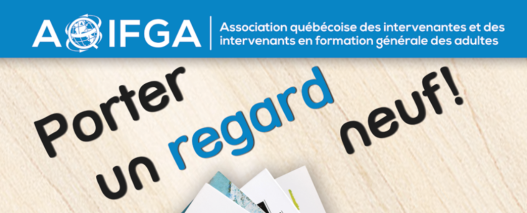 AQIFGA
Association québécoise des intervenantes et des
intervenants en formation générale des adultes
Porter
un regard
neuf!